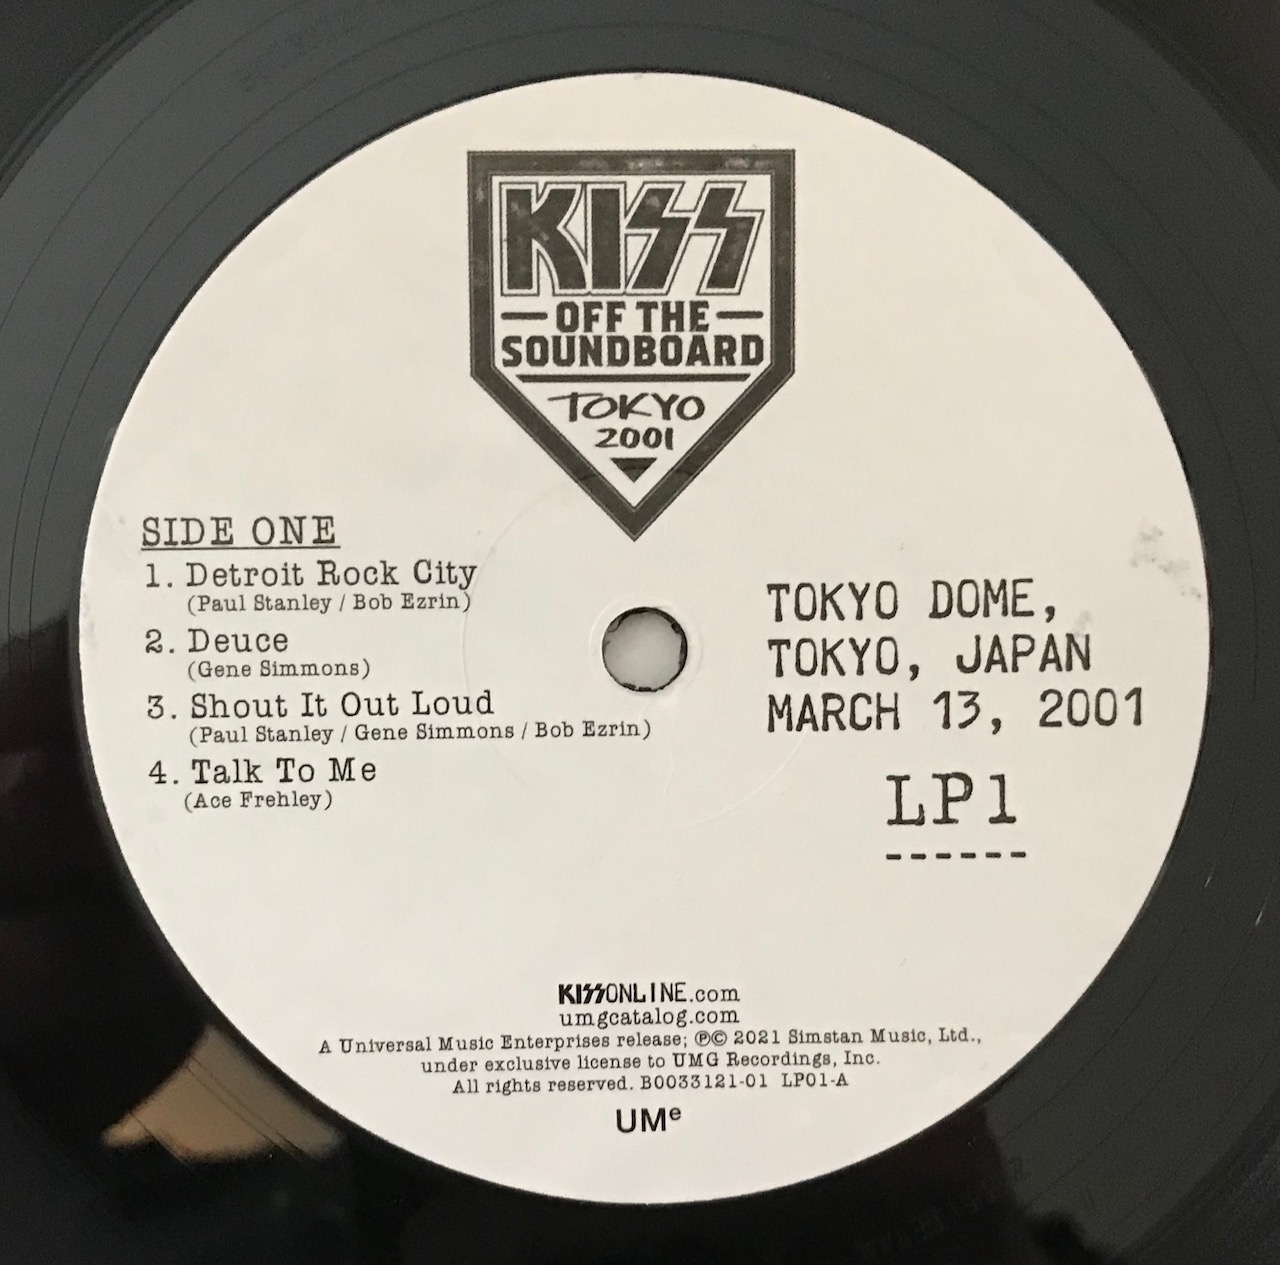 KISS
OFF THE
SOUNDBOARD
TOKYO
2001
SIDE ONE
1. Detroit Rock City
(Paul Stanley / Bob Ezrin)
2. Deuce
(Gene Simmons)
3. Shout It Out Loud
(Paul Stanley / Gene Simmons / Bob Ezrin)
4. Talk To Me
(Ace Frehley)
TOKYO DOME,
TOKYO, JAPAN
MARCH 13, 2001
LP1
------
KISSONLINE.com
umgcatalog.com
A Universal Music Enterprises release; ℗© 2021 Simstan Music, Ltd.,
under exclusive license to UMG Recordings, Inc.
All rights reserved. B0033121-01 LP01-A
UMe